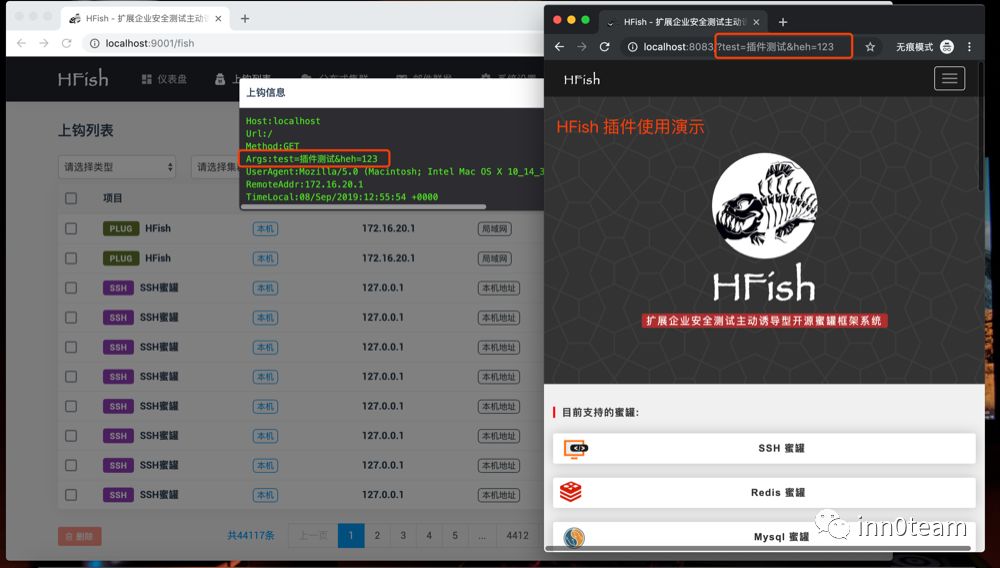 HFish - 扩展企业安全测试主动
localhost:9001/fish
HFish
仪表盘
上钩列表
分布式集群
邮件群发
系统设置
上钩列表
请选择类型
请选择集
项目
上钩信息
Host:localhost
Url:/
Method:GET
Args:test=插件测试&heh=123
UserAgent:Mozilla/5.0 (Macintosh; Intel Mac OS X 10_14_3
RemoteAddr:172.16.20.1
TimeLocal:08/Sep/2019:12:55:54 +0000
PLUG HFish 本机 172.16.20.1 局域网
PLUG HFish 本机 172.16.20.1 局域网
SSH SSH蜜罐 本机 127.0.0.1 本机地址
SSH SSH蜜罐 本机 127.0.0.1 本机地址
SSH SSH蜜罐 本机 127.0.0.1 本机地址
SSH SSH蜜罐 本机 127.0.0.1 本机地址
SSH SSH蜜罐 本机 127.0.0.1 本机地址
SSH SSH蜜罐 本机 127.0.0.1 本机地址
SSH SSH蜜罐 本机 127.0.0.1 本机地址
SSH SSH蜜罐 本机 127.0.0.1 本机地址
删除
共44117条 上一页 1 2 3 4 5 ... 4412
HFish - 扩展企业安全测试主动
localhost:8083/?test=插件测试&heh=123
无痕模式
HFish
HFish 插件使用演示
HFish
扩展企业安全测试主动诱导型开源蜜罐框架系统
目前支持的蜜罐:
SSH 蜜罐
Redis 蜜罐
Mysql 蜜罐
inn0team